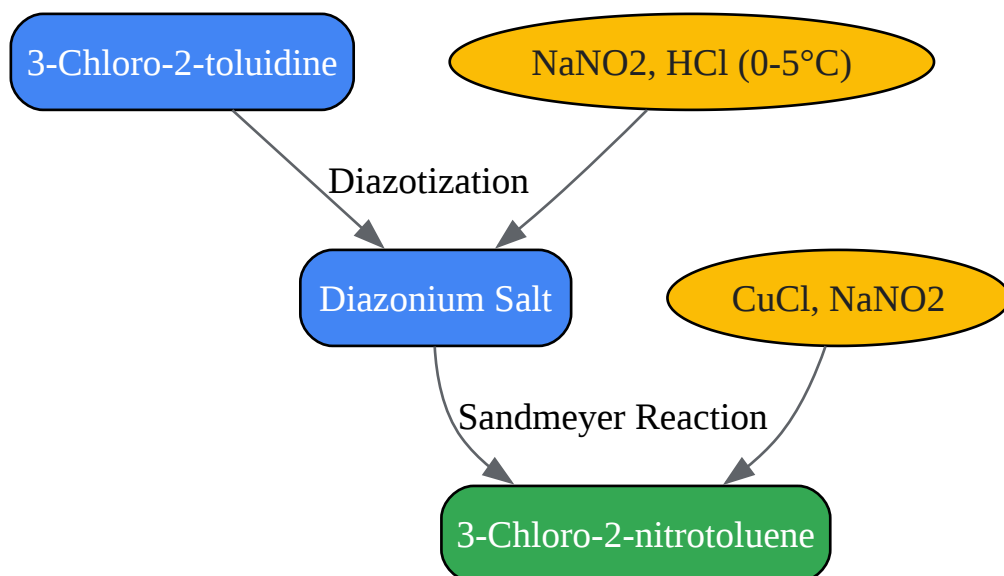 3-Chloro-2-toluidine
NaNO2, HCl (0-5°C)
Diazotization
Diazonium Salt
CuCl, NaNO2
Sandmeyer Reaction
3-Chloro-2-nitrotoluene